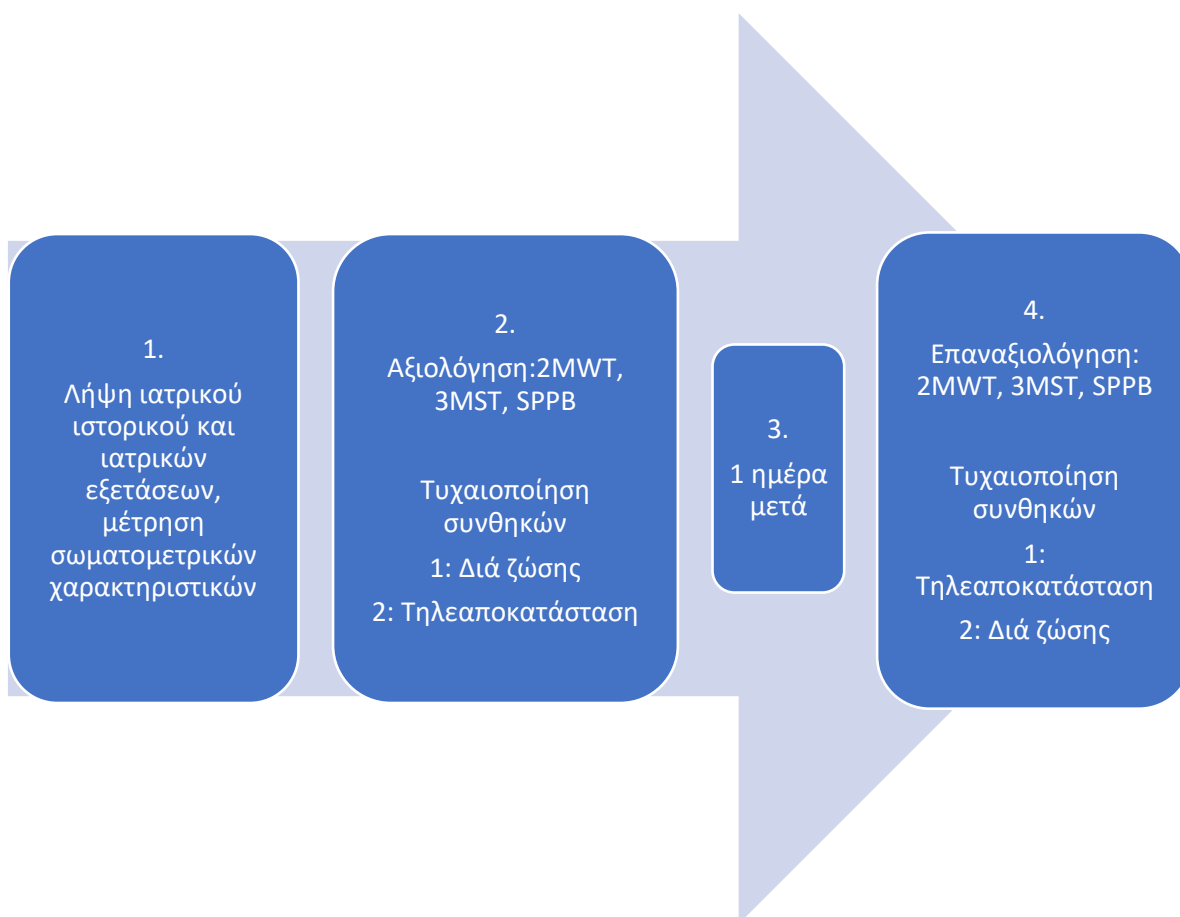 1.
Λήψη ιατρικού
ιστορικού και
ιατρικών
εξετάσεων,
μέτρηση
σωματομετρικών
χαρακτηριστικών
2.
Αξιολόγηση:2MWT,
3MST, SPPB
Τυχαιοποίηση
συνθηκών
1: Διά ζώσης
2: Τηλεαποκατάσταση
3.
1 ημέρα
μετά
4.
Επαναξιολόγηση:
2MWT, 3MST, SPPB
Τυχαιοποίηση
συνθηκών
1:
Τηλεαποκατάσταση
2: Διά ζώσης